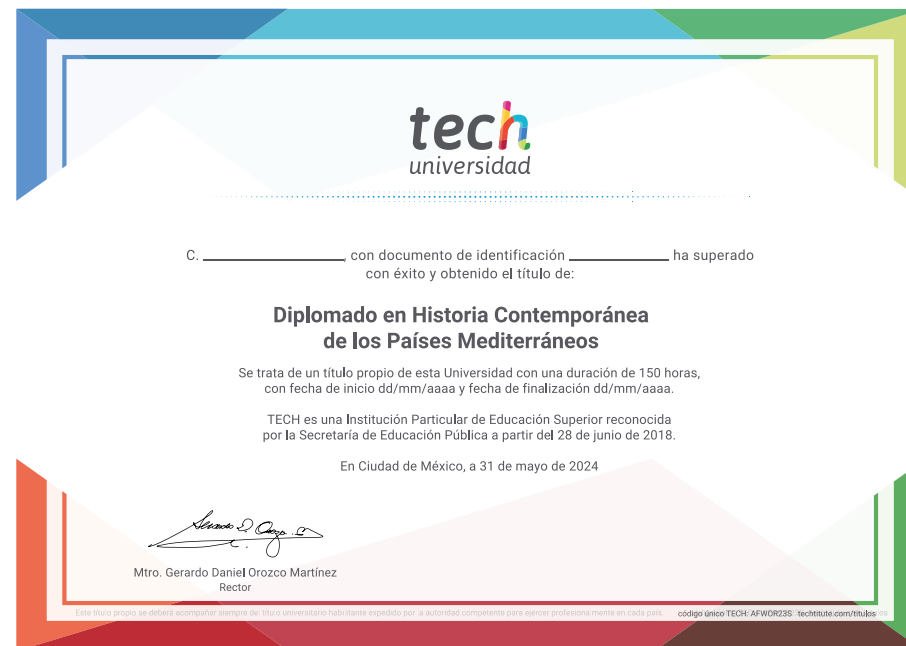 tech
universidad
C. ____________, con documento de identificación ____________ ha superado
con éxito y obtenido el título de:
Diplomado en Historia Contemporánea
de los Países Mediterráneos
Se trata de un título propio de esta Universidad con una duración de 150 horas,
con fecha de inicio dd/mm/aaaa y fecha de finalización dd/mm/aaaa.
TECH es una Institución Particular de Educación Superior reconocida
por la Secretaría de Educación Pública a partir del 28 de junio de 2018.
En Ciudad de México, a 31 de mayo de 2024
Mtro. Gerardo Daniel Orozco Martínez
Rector
Este título propio se deberá acompañar siempre del título universitario habilitante expedido por la autoridad competente para ejercer profesionalmente en cada país. código único TECH: AFWOR23S techtitute.com/titulos